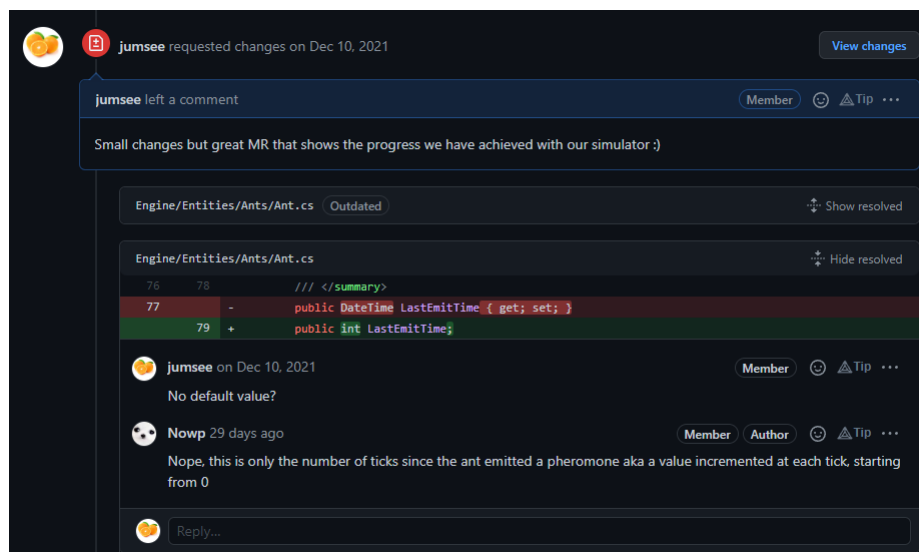 jumsee requested changes on Dec 10, 2021
View changes
jumsee left a comment
Member
Tip
Small changes but great MR that shows the progress we have achieved with our simulator :)
Engine/Entities/Ants/Ant.cs
Outdated
Show resolved
Engine/Entities/Ants/Ant.cs
Hide resolved
76 78 /// </summary>
77 - public DateTime LastEmitTime { get; set; }
79 + public int LastEmitTime;
jumsee on Dec 10, 2021
Member
Tip
No default value?
Nowp 29 days ago
Member
Author
Tip
Nope, this is only the number of ticks since the ant emitted a pheromone aka a value incremented at each tick, starting
from 0
Reply...